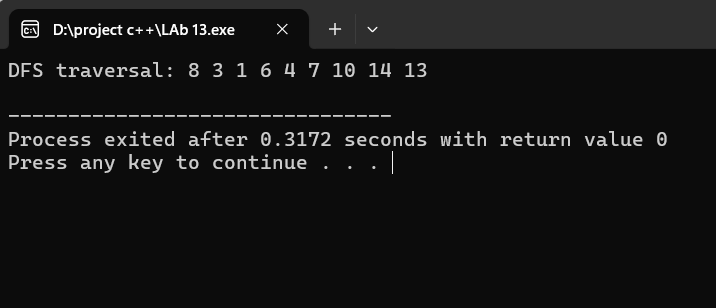 D:\project c++\LAb 13.exe
DFS traversal: 8 3 1 6 4 7 10 14 13
--------------------------------
Process exited after 0.3172 seconds with return value 0
Press any key to continue . . .